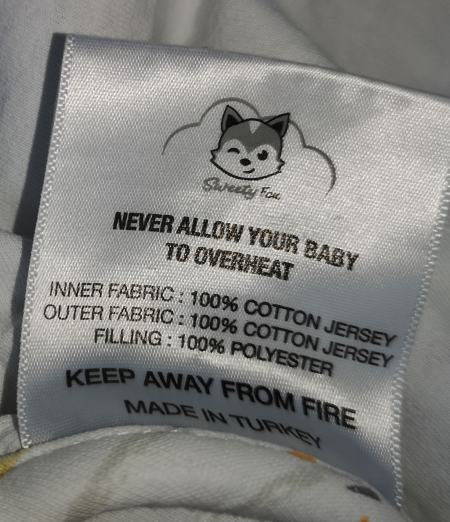 Sweety Fox
NEVER ALLOW YOUR BABY
TO OVERHEAT
INNER FABRIC : 100% COTTON JERSEY
OUTER FABRIC : 100% COTTON JERSEY
FILLING : 100% POLYESTER
KEEP AWAY FROM FIRE
MADE IN TURKEY